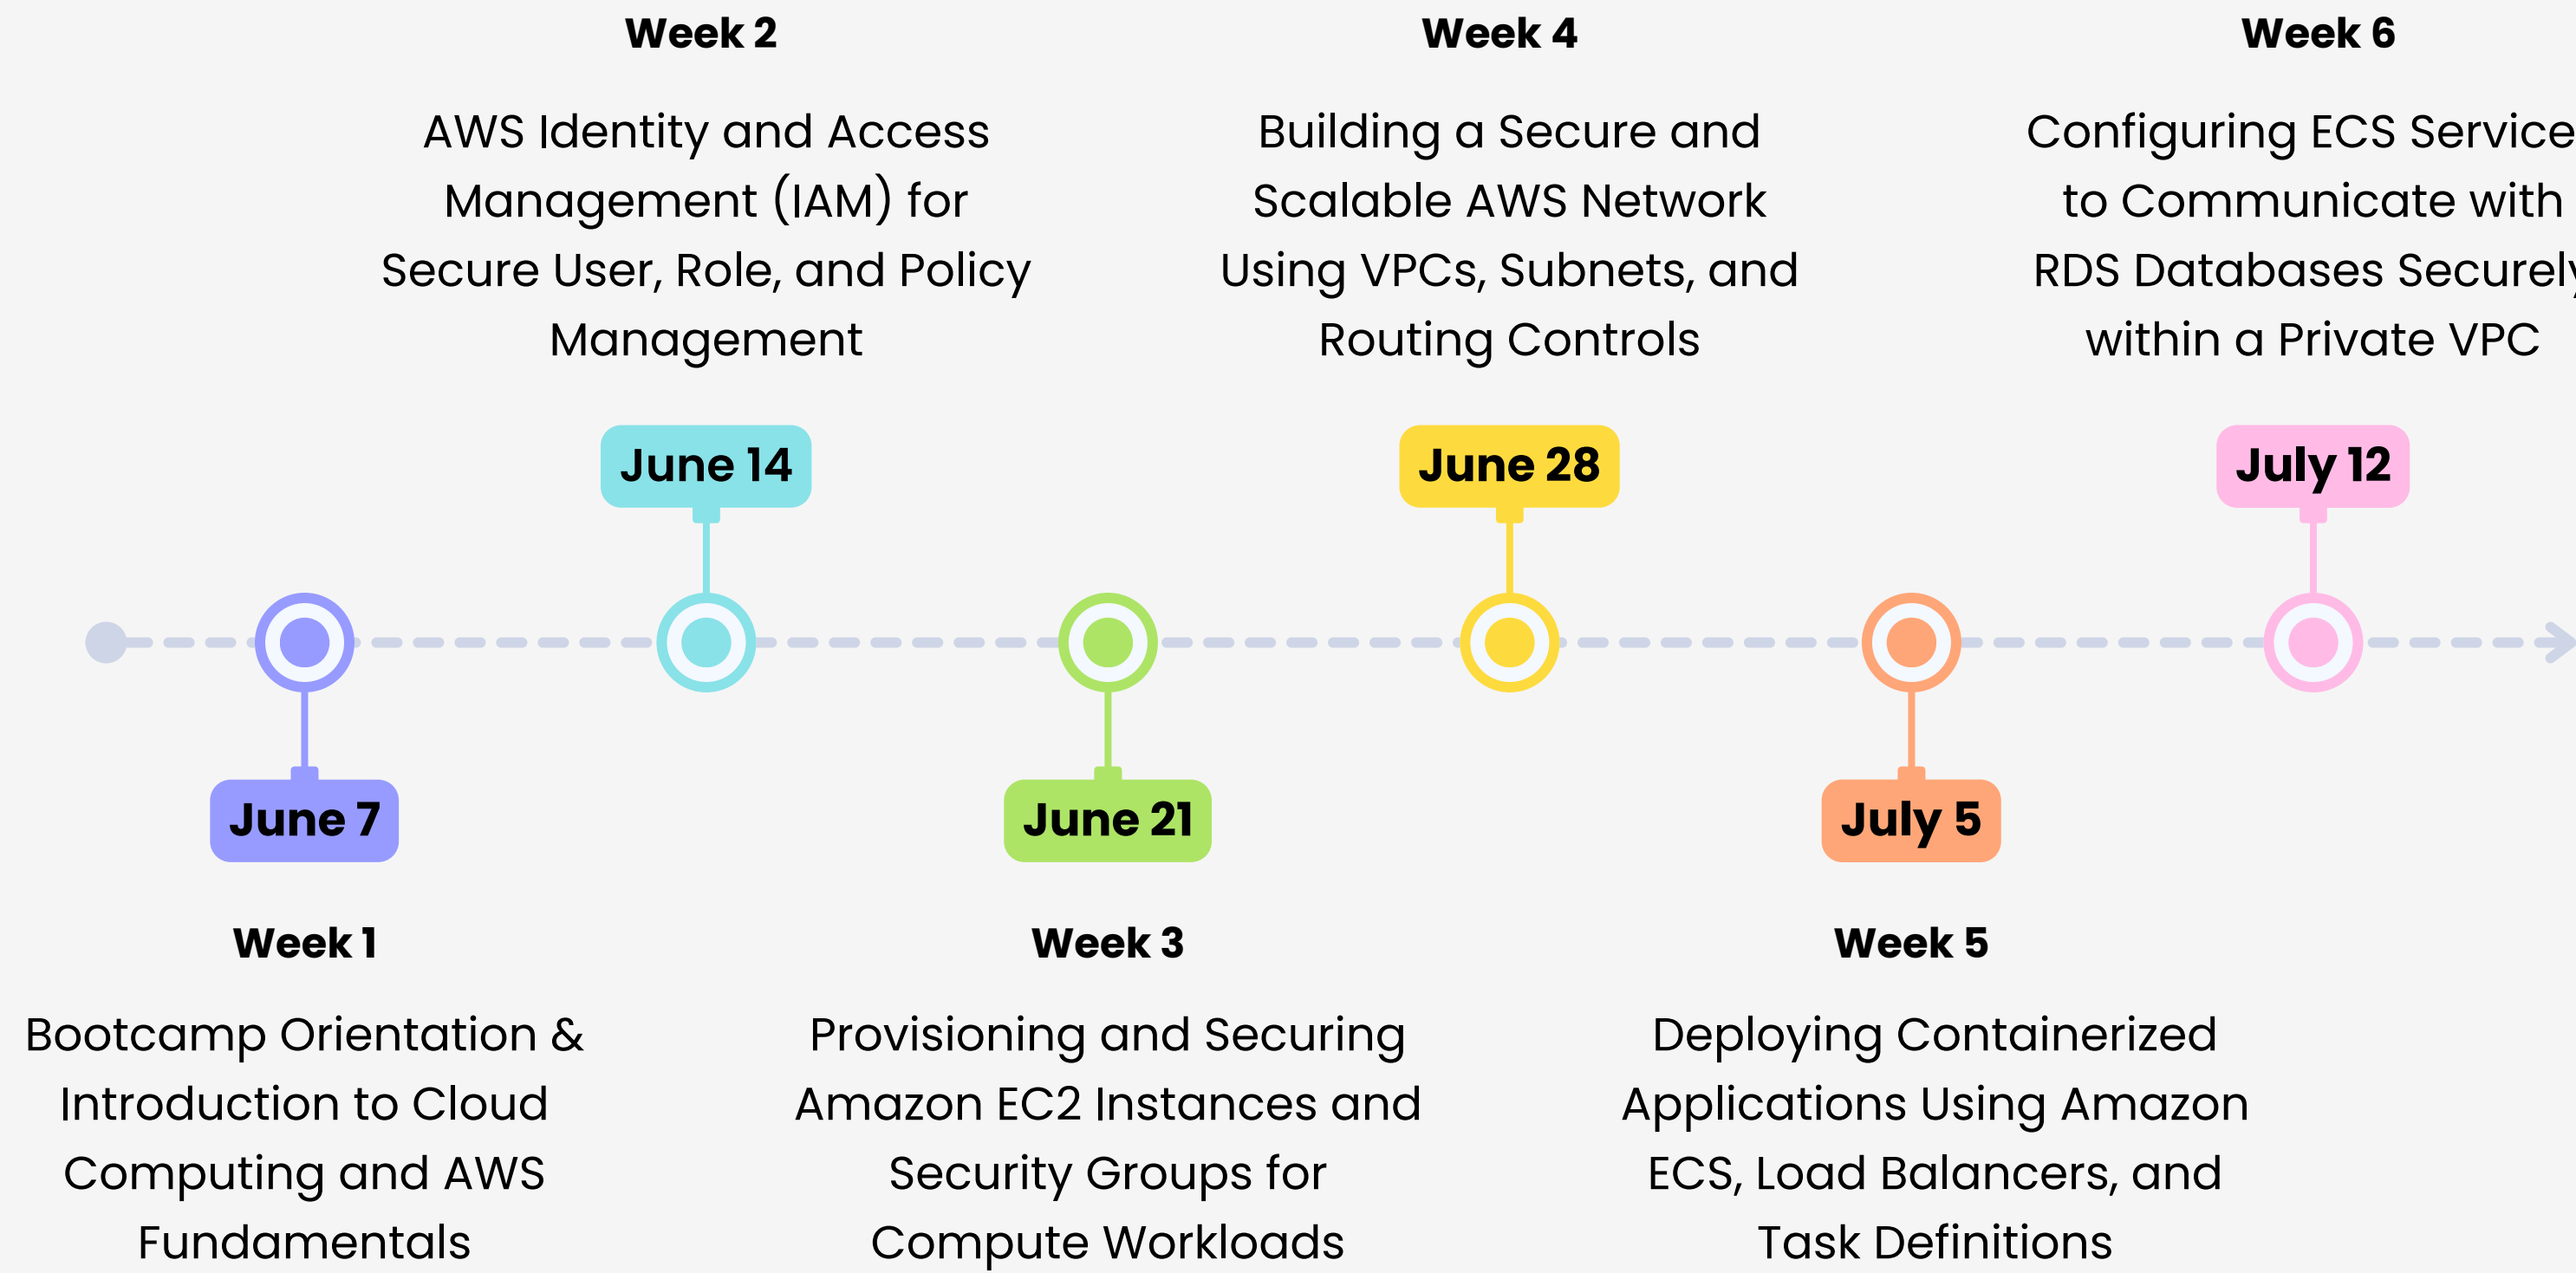 Week 2
AWS Identity and Access
Management (IAM) for
Secure User, Role, and Policy
Management
June 14
Week 4
Building a Secure and
Scalable AWS Network
Using VPCs, Subnets, and
Routing Controls
June 28
Week 6
Configuring ECS Service
to Communicate with
RDS Databases Securely
within a Private VPC
July 12
June 7
Week 1
Bootcamp Orientation &
Introduction to Cloud
Computing and AWS
Fundamentals
June 21
Week 3
Provisioning and Securing
Amazon EC2 Instances and
Security Groups for
Compute Workloads
July 5
Week 5
Deploying Containerized
Applications Using Amazon
ECS, Load Balancers, and
Task Definitions